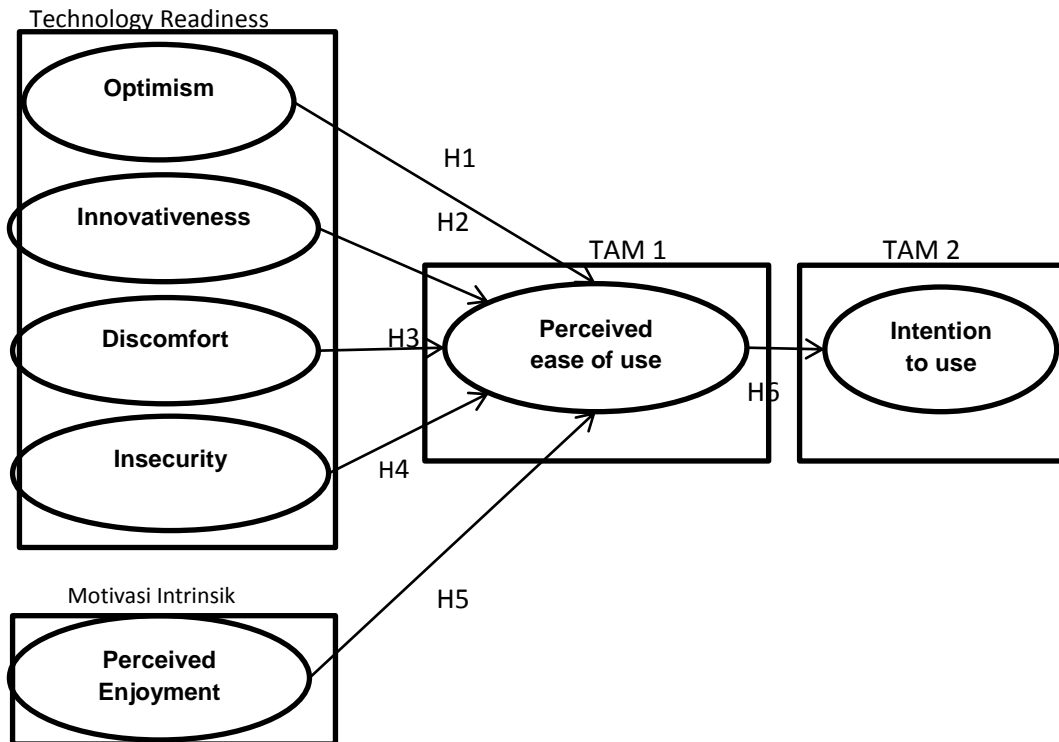 Technology Readiness
Optimism
H1
Innovativeness
H2
TAM 1
TAM 2
Discomfort
H3
Perceived
ease of use
Intention
to use
H6
Insecurity
H4
Motivasi Intrinsik
H5
Perceived
Enjoyment